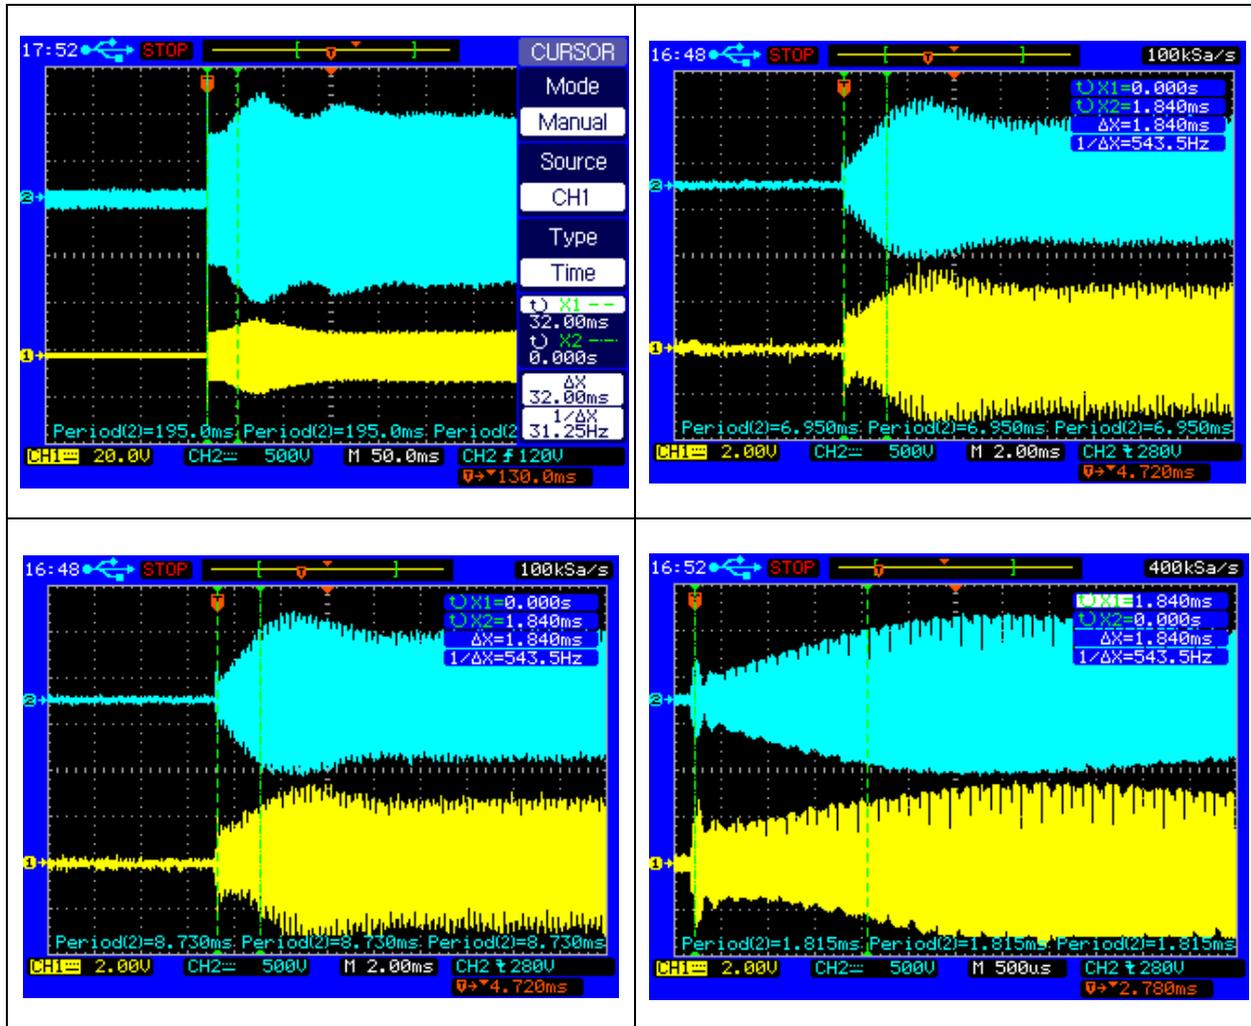 17:52 STOP CURSOR
Mode
Manual
Source
CH1
Type
Time
X1
32.00ms
X2
0.000s
ΔX
32.00ms
1/ΔX
31.25Hz
T
2
1
Period(2)=195.0ms Period(2)=195.0ms Period(2
CH1 20.0V CH2 500V M 50.0ms CH2 120V
130.0ms
16:48 STOP 100kSa/s
X1=0.000s
X2=1.840ms
ΔX=1.840ms
1/ΔX=543.5Hz
T
2
1
Period(2)=6.950ms Period(2)=6.950ms Period(2)=6.950ms
CH1 2.00V CH2 500V M 2.00ms CH2 280V
4.720ms
16:48 STOP 100kSa/s
X1=0.000s
X2=1.840ms
ΔX=1.840ms
1/ΔX=543.5Hz
T
2
1
Period(2)=8.730ms Period(2)=8.730ms Period(2)=8.730ms
CH1 2.00V CH2 500V M 2.00ms CH2 280V
4.720ms
16:52 STOP 400kSa/s
X1=1.840ms
X2=0.000s
ΔX=1.840ms
1/ΔX=543.5Hz
T
2
1
Period(2)=1.815ms Period(2)=1.815ms Period(2)=1.815ms
CH1 2.00V CH2 500V M 500us CH2 280V
2.780ms